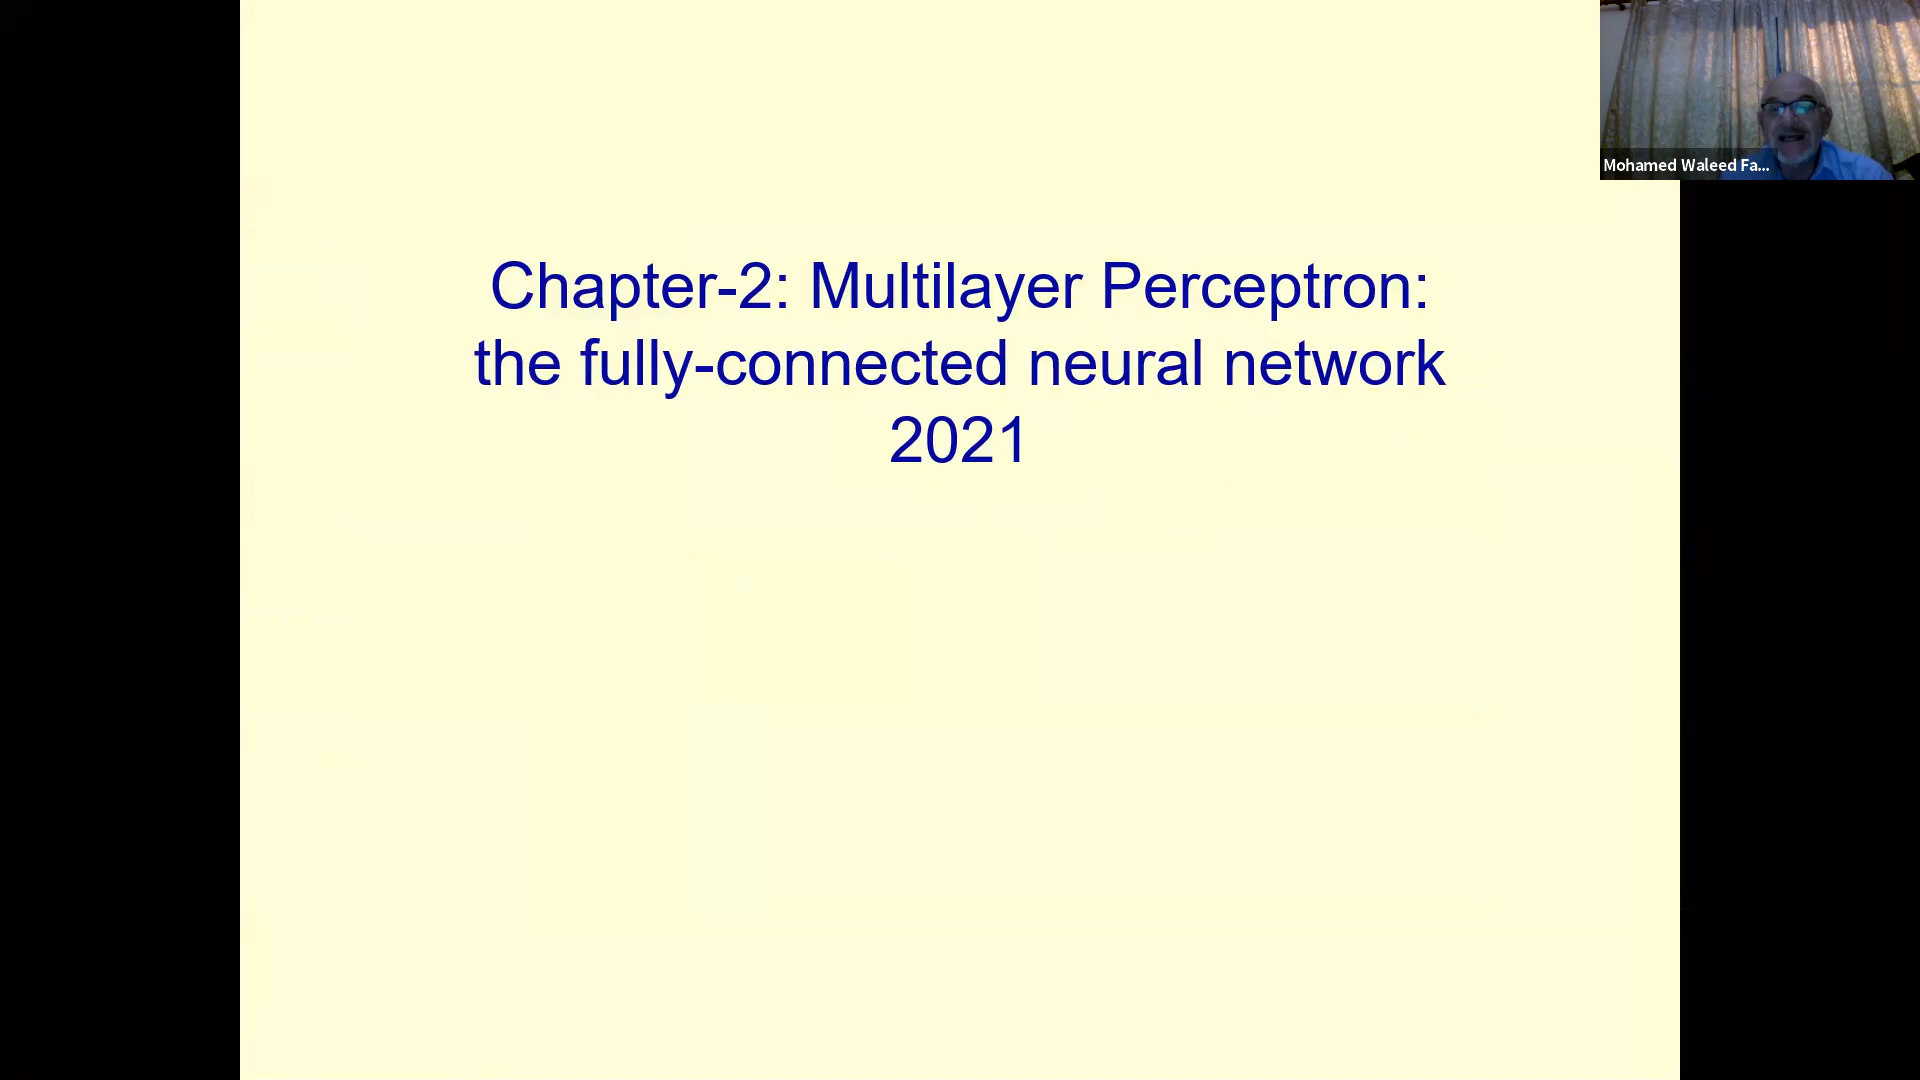 Chapter-2: Multilayer Perceptron:
the fully-connected neural network
2021
Mohamed Waleed Fa...